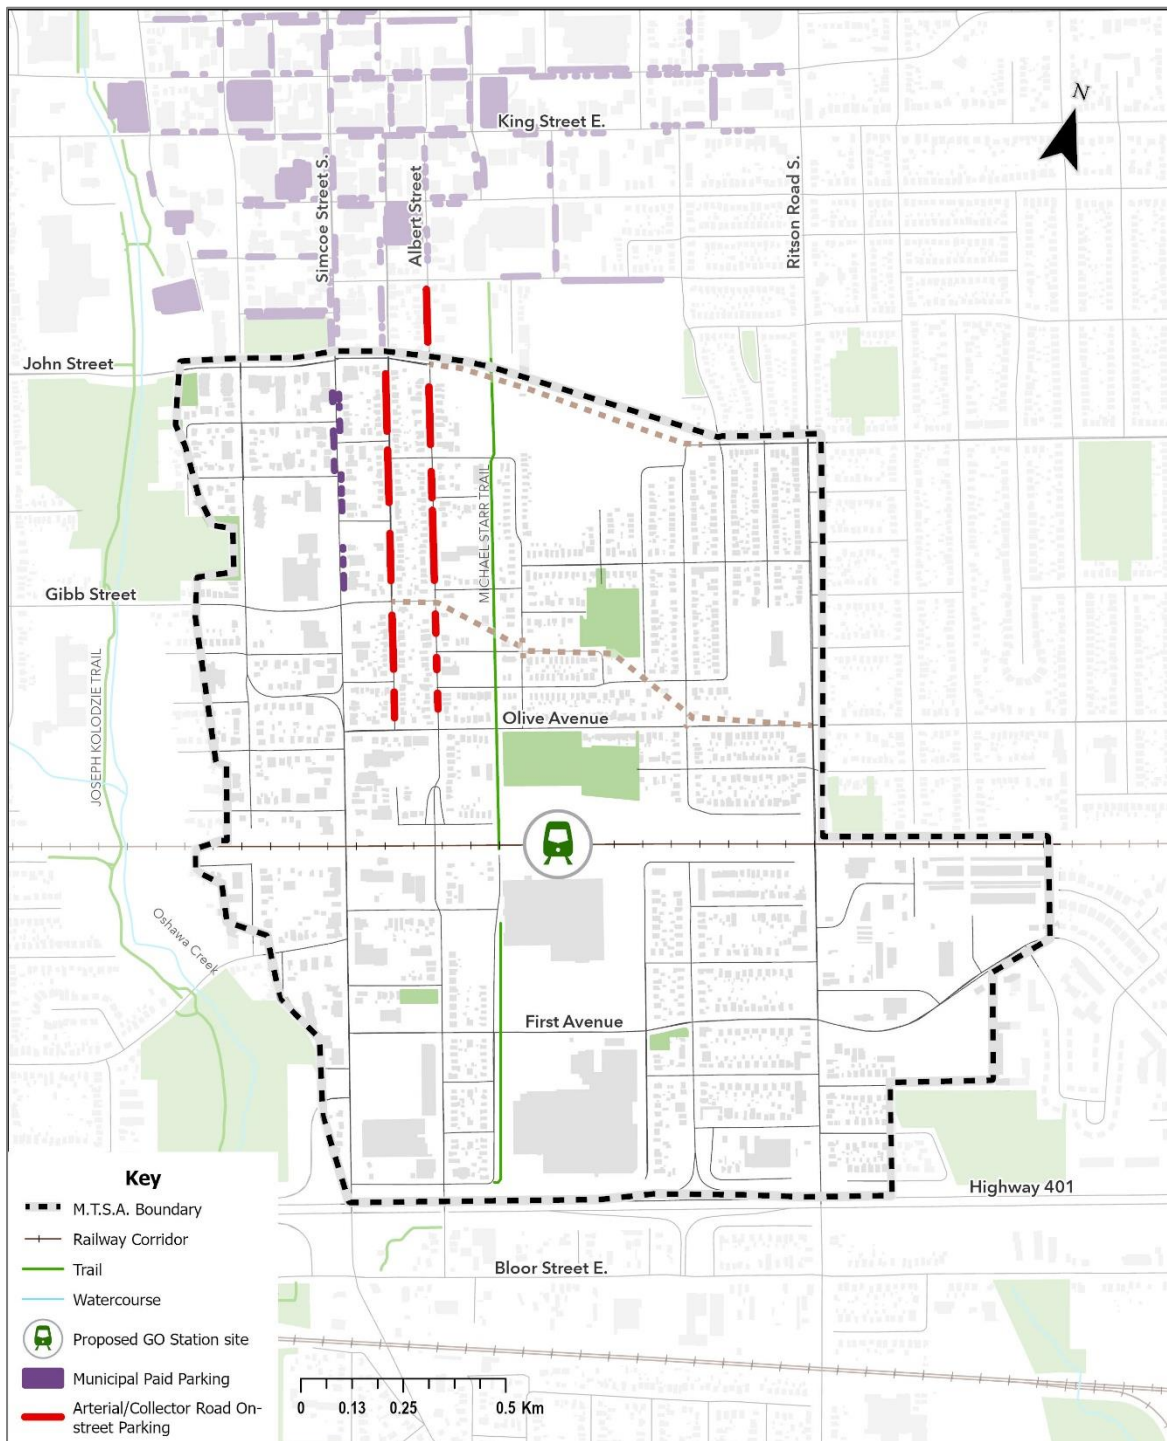 N
King Street E.
Simcoe Street S.
Albert Street
Ritson Road S.
John Street
MICHAEL STARR TRAIL
Gibb Street
JOSEPH KOLODZIE TRAIL
Olive Avenue
Oshawa Creek
First Avenue
Highway 401
Bloor Street E.
Key
M.T.S.A. Boundary
Railway Corridor
Trail
Watercourse
Proposed GO Station site
Municipal Paid Parking
Arterial/Collector Road On-
street Parking
0 0.13 0.25 0.5 Km